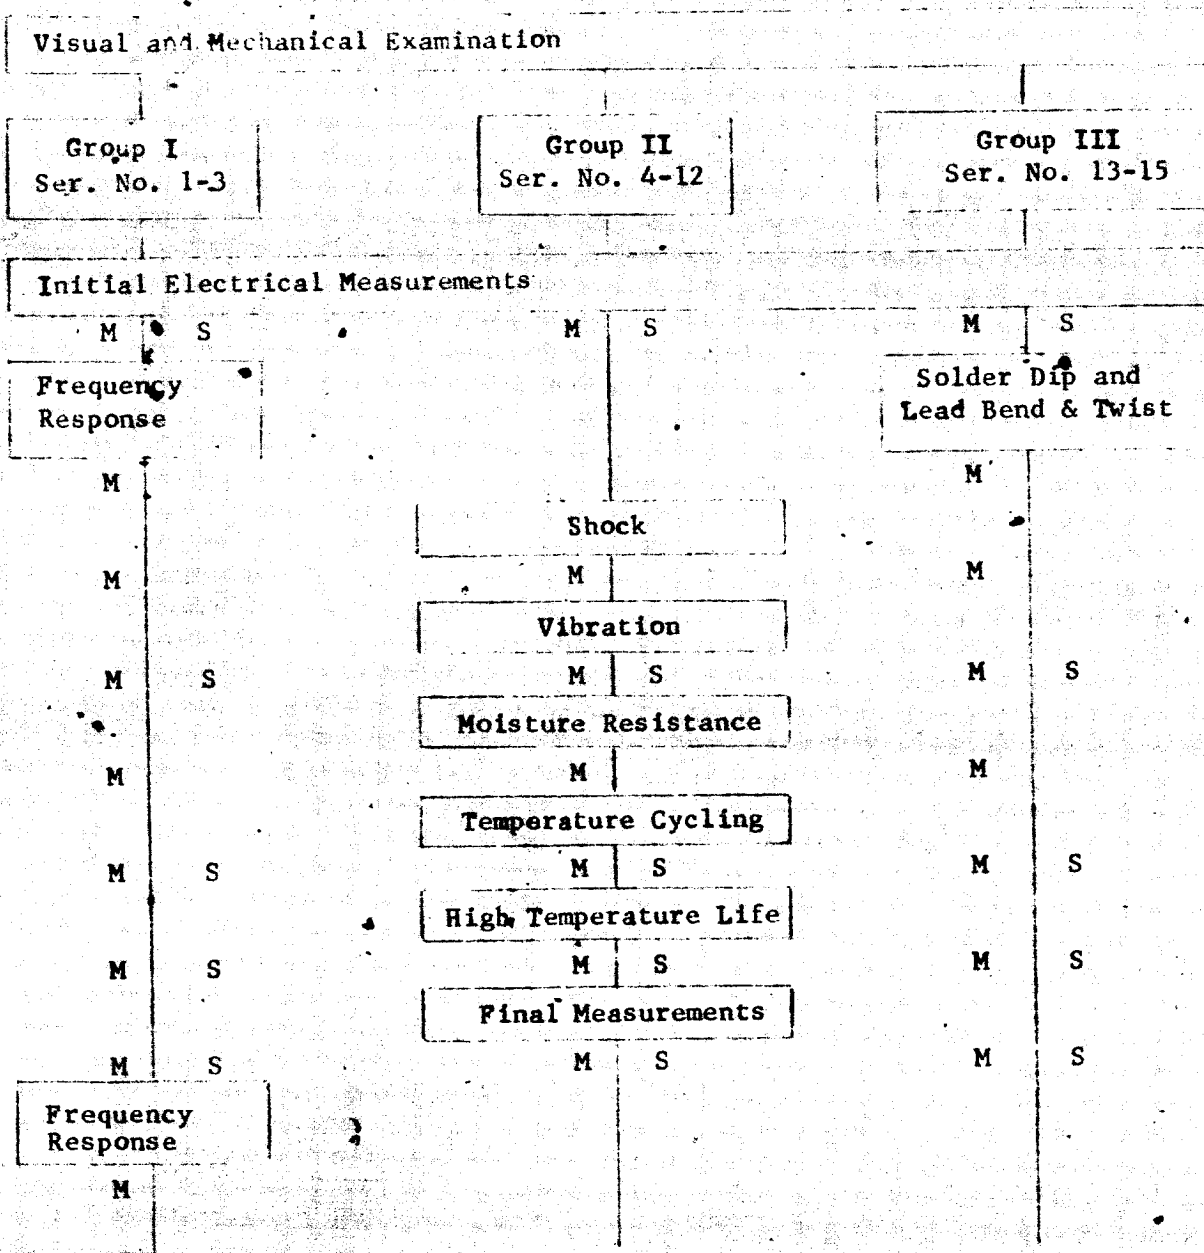 Visual and Mechanical Examination
Group I
Ser. No. 1-3
Group II
Ser. No. 4-12
Group III
Ser. No. 13-15
Initial Electrical Measurements
M S
M S
M S
Frequency
Response
Solder Dip and
Lead Bend & Twist
M
M
Shock
M
M
M
Vibration
M S
M S
M S
Moisture Resistance
M
M
M
Temperature Cycling
M S
M S
M S
High Temperature Life
M S
M S
M S
Final Measurements
M S
M S
M S
Frequency
Response
M